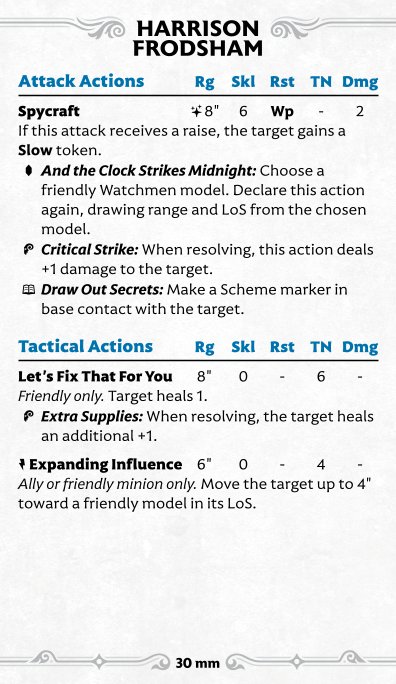 HARRISON
FRODSHAM
Attack Actions Rg Skl Rst TN Dmg
Spycraft 8" 6 Wp - 2
If this attack receives a raise, the target gains a
Slow token.
And the Clock Strikes Midnight: Choose a
friendly Watchmen model. Declare this action
again, drawing range and LoS from the chosen
model.
Critical Strike: When resolving, this action deals
+1 damage to the target.
Draw Out Secrets: Make a Scheme marker in
base contact with the target.
Tactical Actions Rg Skl Rst TN Dmg
Let's Fix That For You 8" 0 - 6 -
Friendly only. Target heals 1.
Extra Supplies: When resolving, the target heals
an additional +1.
Expanding Influence 6" 0 - 4 -
Ally or friendly minion only. Move the target up to 4"
toward a friendly model in its LoS.
30 mm